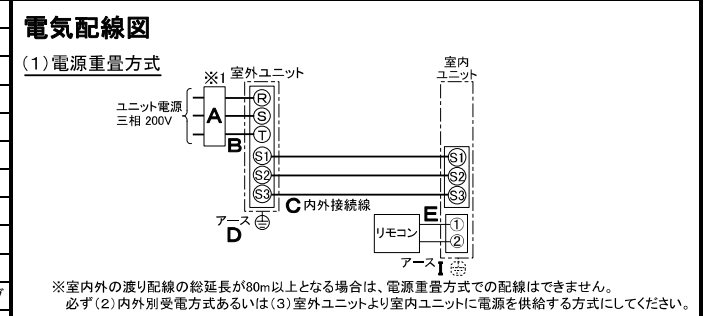 電気配線図
(1)電源重畳方式
※1
室外ユニット
室内
ユニット
ユニット電源
三相 200V
A
B
R
S
T
S1
S2
S3
S1
S2
S3
C 内外接続線
アース
D
リモコン
E
①
②
アース
I
※室内外の渡り配線の総延長が80m以上となる場合は、電源重畳方式での配線はできません。
必ず(2)内外別受電方式あるいは(3)室外ユニットより室内ユニットに電源を供給する方式にしてください。